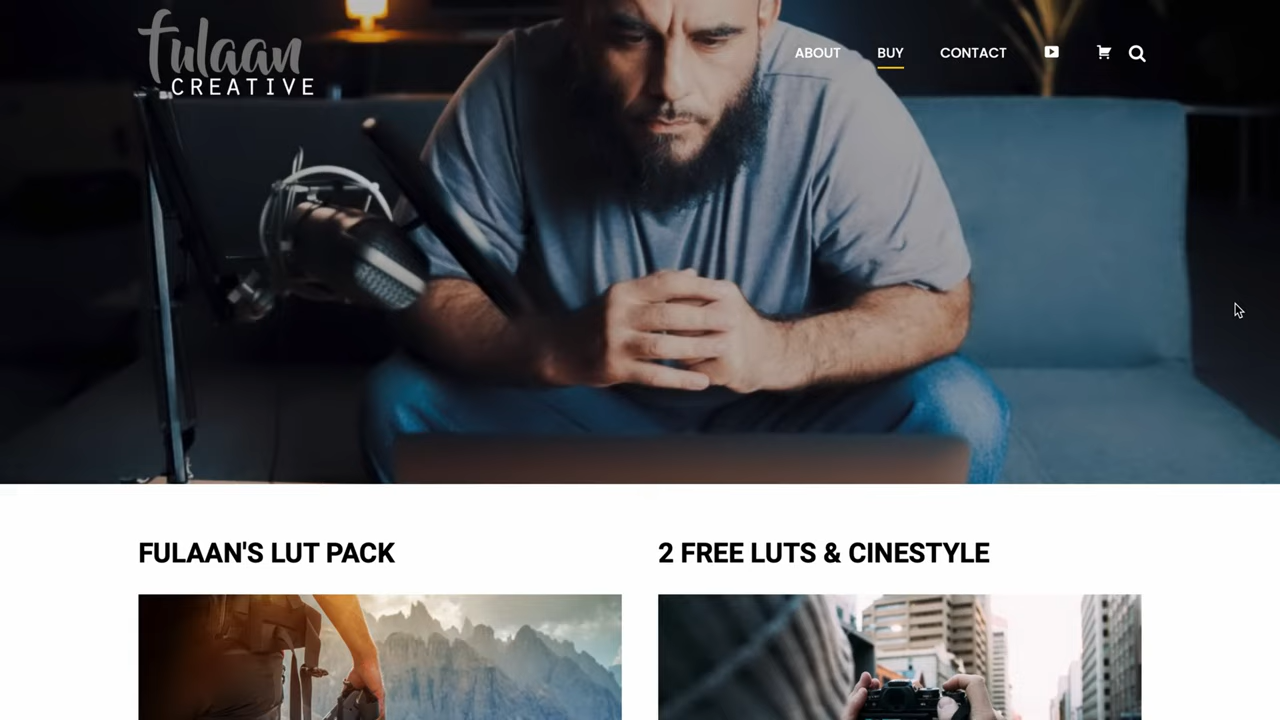 fulaan
CREATIVE
ABOUT
BUY
CONTACT
FULAAN'S LUT PACK
2 FREE LUTS & CINESTYLE